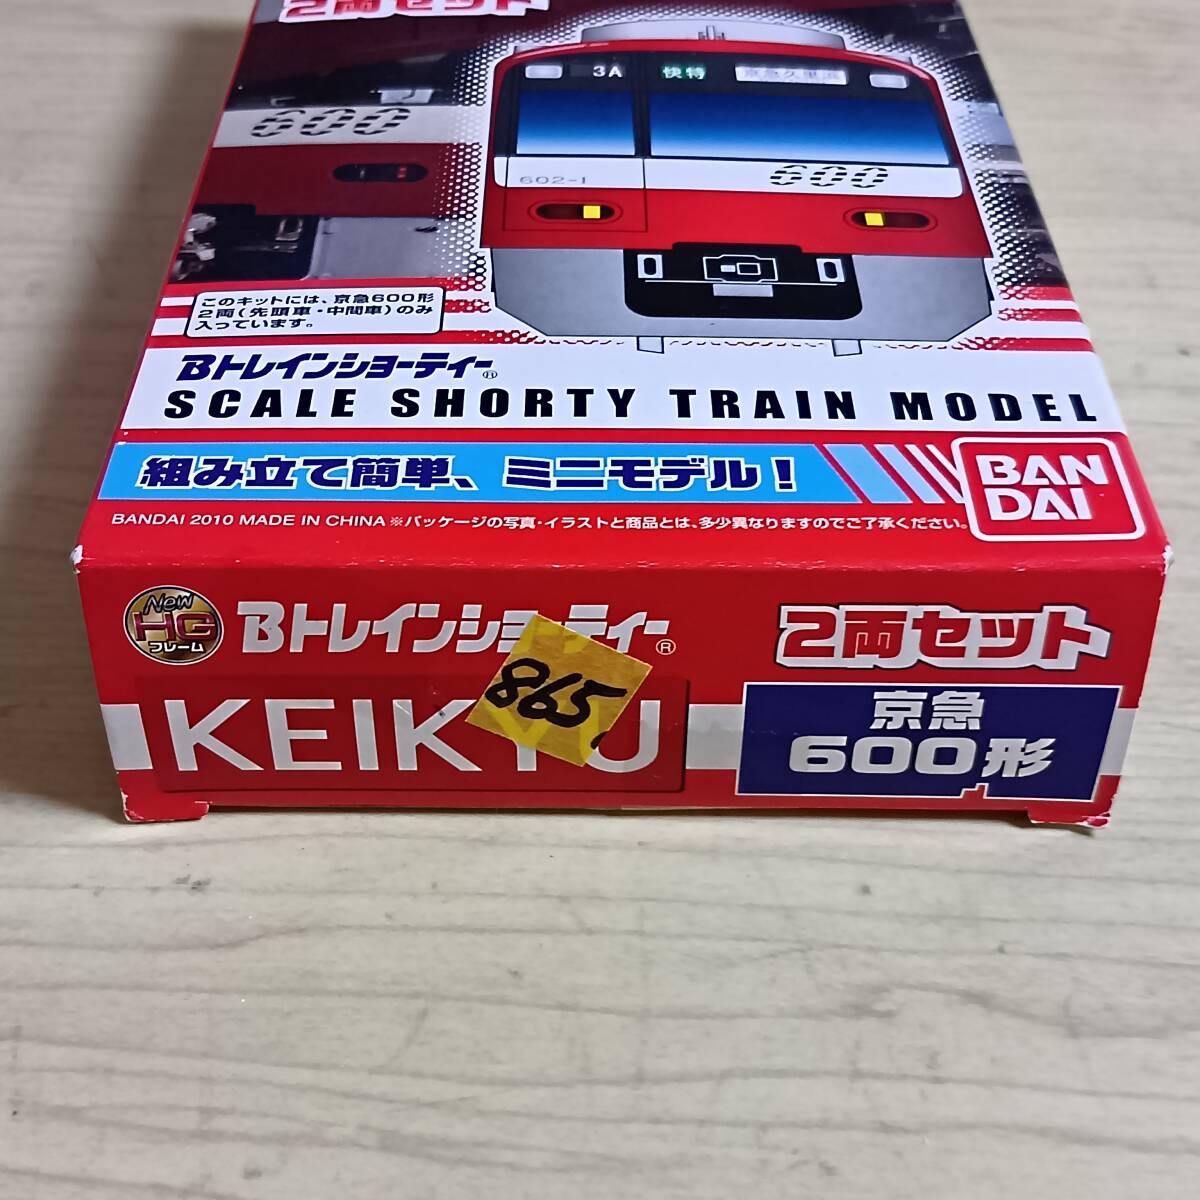 2両セット
3A 快特 京急久里浜
600
602-1 600
このキットには、京急600形
2両(先頭車・中間車)のみ
入っています。
Bトレインショーティー®
SCALE SHORTY TRAIN MODEL
組み立て簡単、ミニモデル!
BAN
DAI
BANDAI 2010 MADE IN CHINA ※パッケージの写真・イラストと商品とは、多少異なりますのでご了承ください。
New
HG
フレーム
Bトレインショーティー®
2両セット
865
KEIKYU
京急
600形